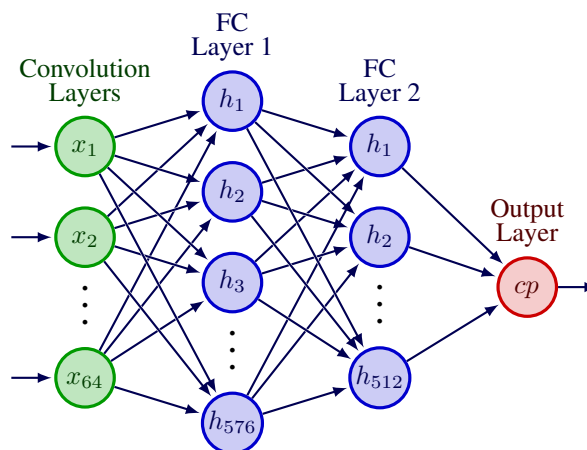 FC
Layer 1
Convolution
Layers
FC
Layer 2
Output
Layer
x₁
x₂
x₆₄
h₁
h₂
h₃
h₅₇₆
h₁
h₂
h₅₁₂
cp